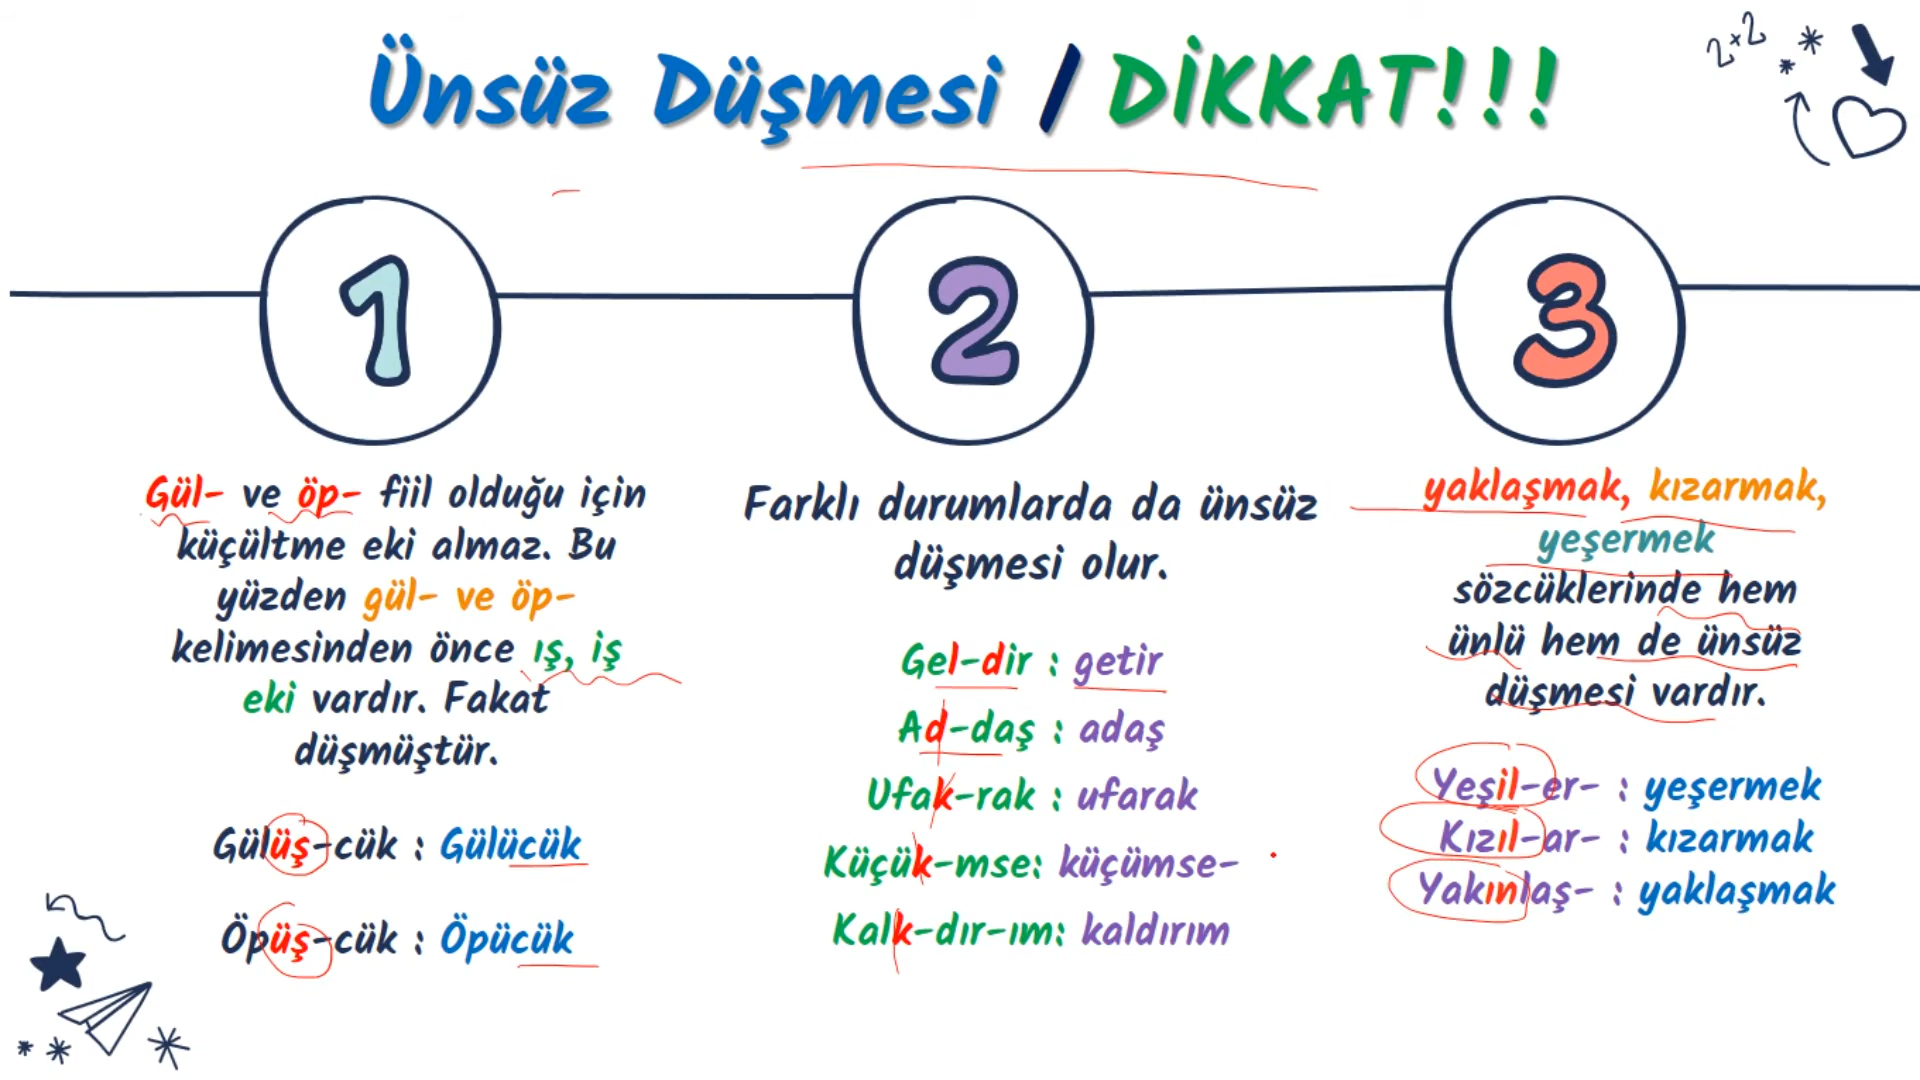 Ünsüz Düşmesi / DİKKAT!!!
2+2
1
2
3
Gül- ve öp- fiil olduğu için
küçültme eki almaz. Bu
yüzden gül- ve öp-
kelimesinden önce ış, iş
eki vardır. Fakat
düşmüştür.
Gülüş-cük : Gülücük
Öpüş-cük : Öpücük
Farklı durumlarda da ünsüz
düşmesi olur.
Gel-dir : getir
Ad-daş : adaş
Ufak-rak : ufarak
Küçük-mse: küçümse-
Kalk-dır-ım: kaldırım
yaklaşmak, kızarmak,
yeşermek
sözcüklerinde hem
ünlü hem de ünsüz
düşmesi vardır.
Yeşil-er- : yeşermek
Kızıl-ar- : kızarmak
Yakınlaş- : yaklaşmak